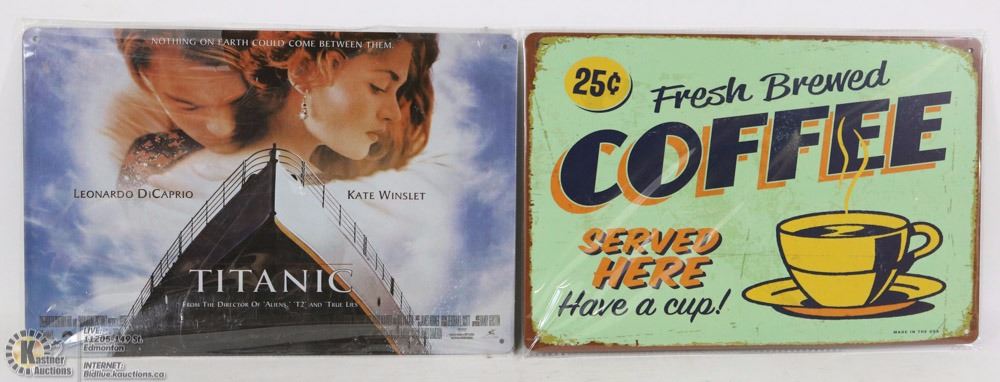 NOTHING ON EARTH COULD COME BETWEEN THEM.
LEONARDO DICAPRIO
KATE WINSLET
TITANIC
FROM THE DIRECTOR OF 'ALIENS,' 'T2' AND 'TRUE LIES'
25¢
Fresh Brewed
COFFEE
SERVED
HERE
Have a cup!
MADE IN THE USA
Kastner
Auctions
LIVE:
11205-149 St.
Edmonton
INTERNET:
Bidlive.kauctions.ca